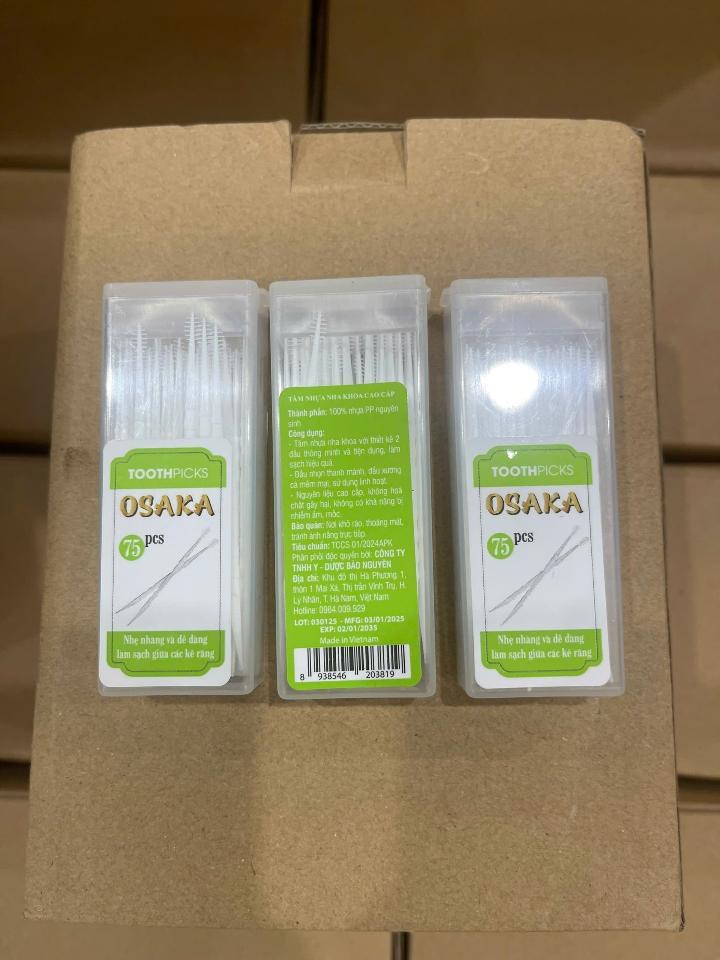 TOOTHPICKS
OSAKA
75 pcs
Nhẹ nhàng và dễ dàng
làm sạch giữa các kẽ răng
TĂM NHỰA NHA KHOA CAO CẤP
Thành phần: 100% nhựa PP nguyên
sinh
Công dụng:
- Tăm nhựa nha khoa với thiết kế 2
đầu thông minh và tiện dụng, làm
sạch hiệu quả.
- Đầu nhọn thanh mảnh, đầu xương
cá mềm mại, sử dụng linh hoạt.
- Nguyên liệu cao cấp, không hoá
chất gây hại, không có khả năng bị
nhiễm ẩm, mốc.
Bảo quản: Nơi khô ráo, thoáng mát,
tránh ánh nắng trực tiếp.
Tiêu chuẩn: TCCS 01/2024APK
Phân phối độc quyền bởi: CÔNG TY
TNHH Y - DƯỢC BẢO NGUYÊN
Địa chỉ: Khu đô thị Hà Phương 1,
thôn 1 Mai Xá, Thị trấn Vĩnh Trụ, H.
Lý Nhân, T. Hà Nam, Việt Nam
Hotline: 0984.009.929
LOT: 030125 - MFG: 03/01/2025
EXP: 02/01/2035
Made in Vietnam
8 938546 203819
TOOTHPICKS
OSAKA
75 pcs
Nhẹ nhàng và dễ dàng
làm sạch giữa các kẽ răng